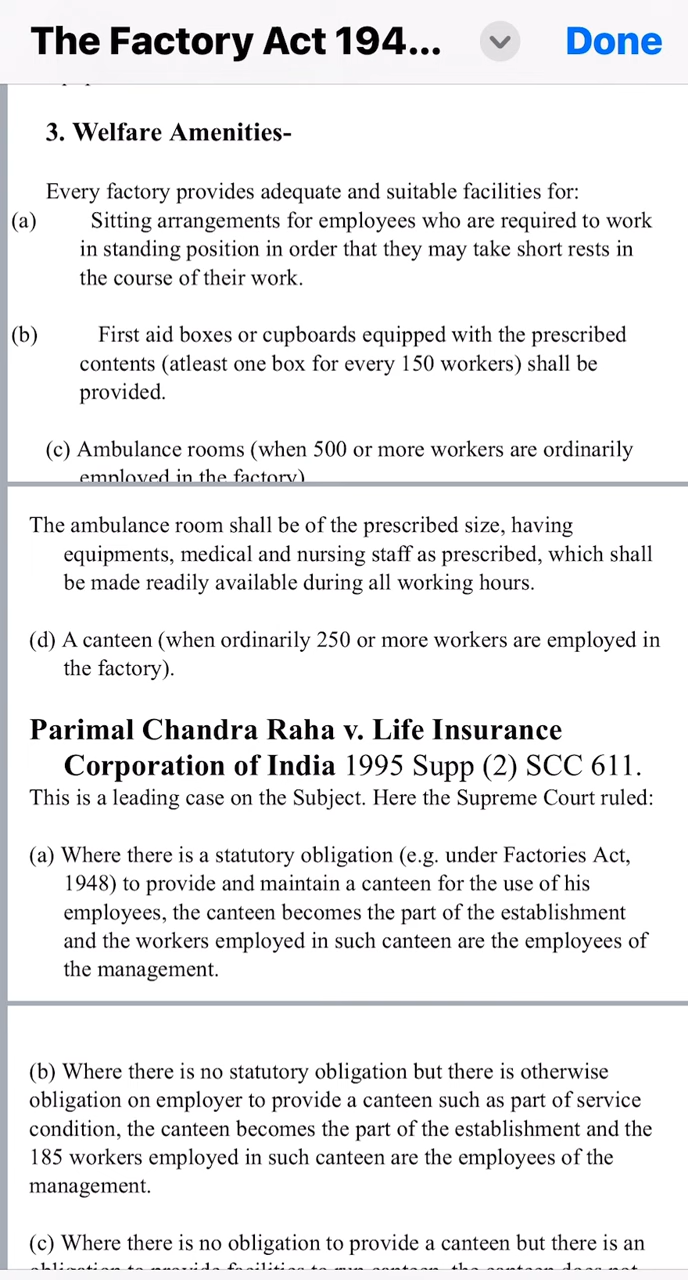 The Factory Act 194...
Done
3. Welfare Amenities-
Every factory provides adequate and suitable facilities for:
(a) Sitting arrangements for employees who are required to work
in standing position in order that they may take short rests in
the course of their work.
(b) First aid boxes or cupboards equipped with the prescribed
contents (atleast one box for every 150 workers) shall be
provided.
(c) Ambulance rooms (when 500 or more workers are ordinarily
employed in the factory)
The ambulance room shall be of the prescribed size, having
equipments, medical and nursing staff as prescribed, which shall
be made readily available during all working hours.
(d) A canteen (when ordinarily 250 or more workers are employed in
the factory).
Parimal Chandra Raha v. Life Insurance
Corporation of India 1995 Supp (2) SCC 611.
This is a leading case on the Subject. Here the Supreme Court ruled:
(a) Where there is a statutory obligation (e.g. under Factories Act,
1948) to provide and maintain a canteen for the use of his
employees, the canteen becomes the part of the establishment
and the workers employed in such canteen are the employees of
the management.
(b) Where there is no statutory obligation but there is otherwise
obligation on employer to provide a canteen such as part of service
condition, the canteen becomes the part of the establishment and the
185 workers employed in such canteen are the employees of the
management.
(c) Where there is no obligation to provide a canteen but there is an
obligation to provide facilities to run canteen, the canteen does not